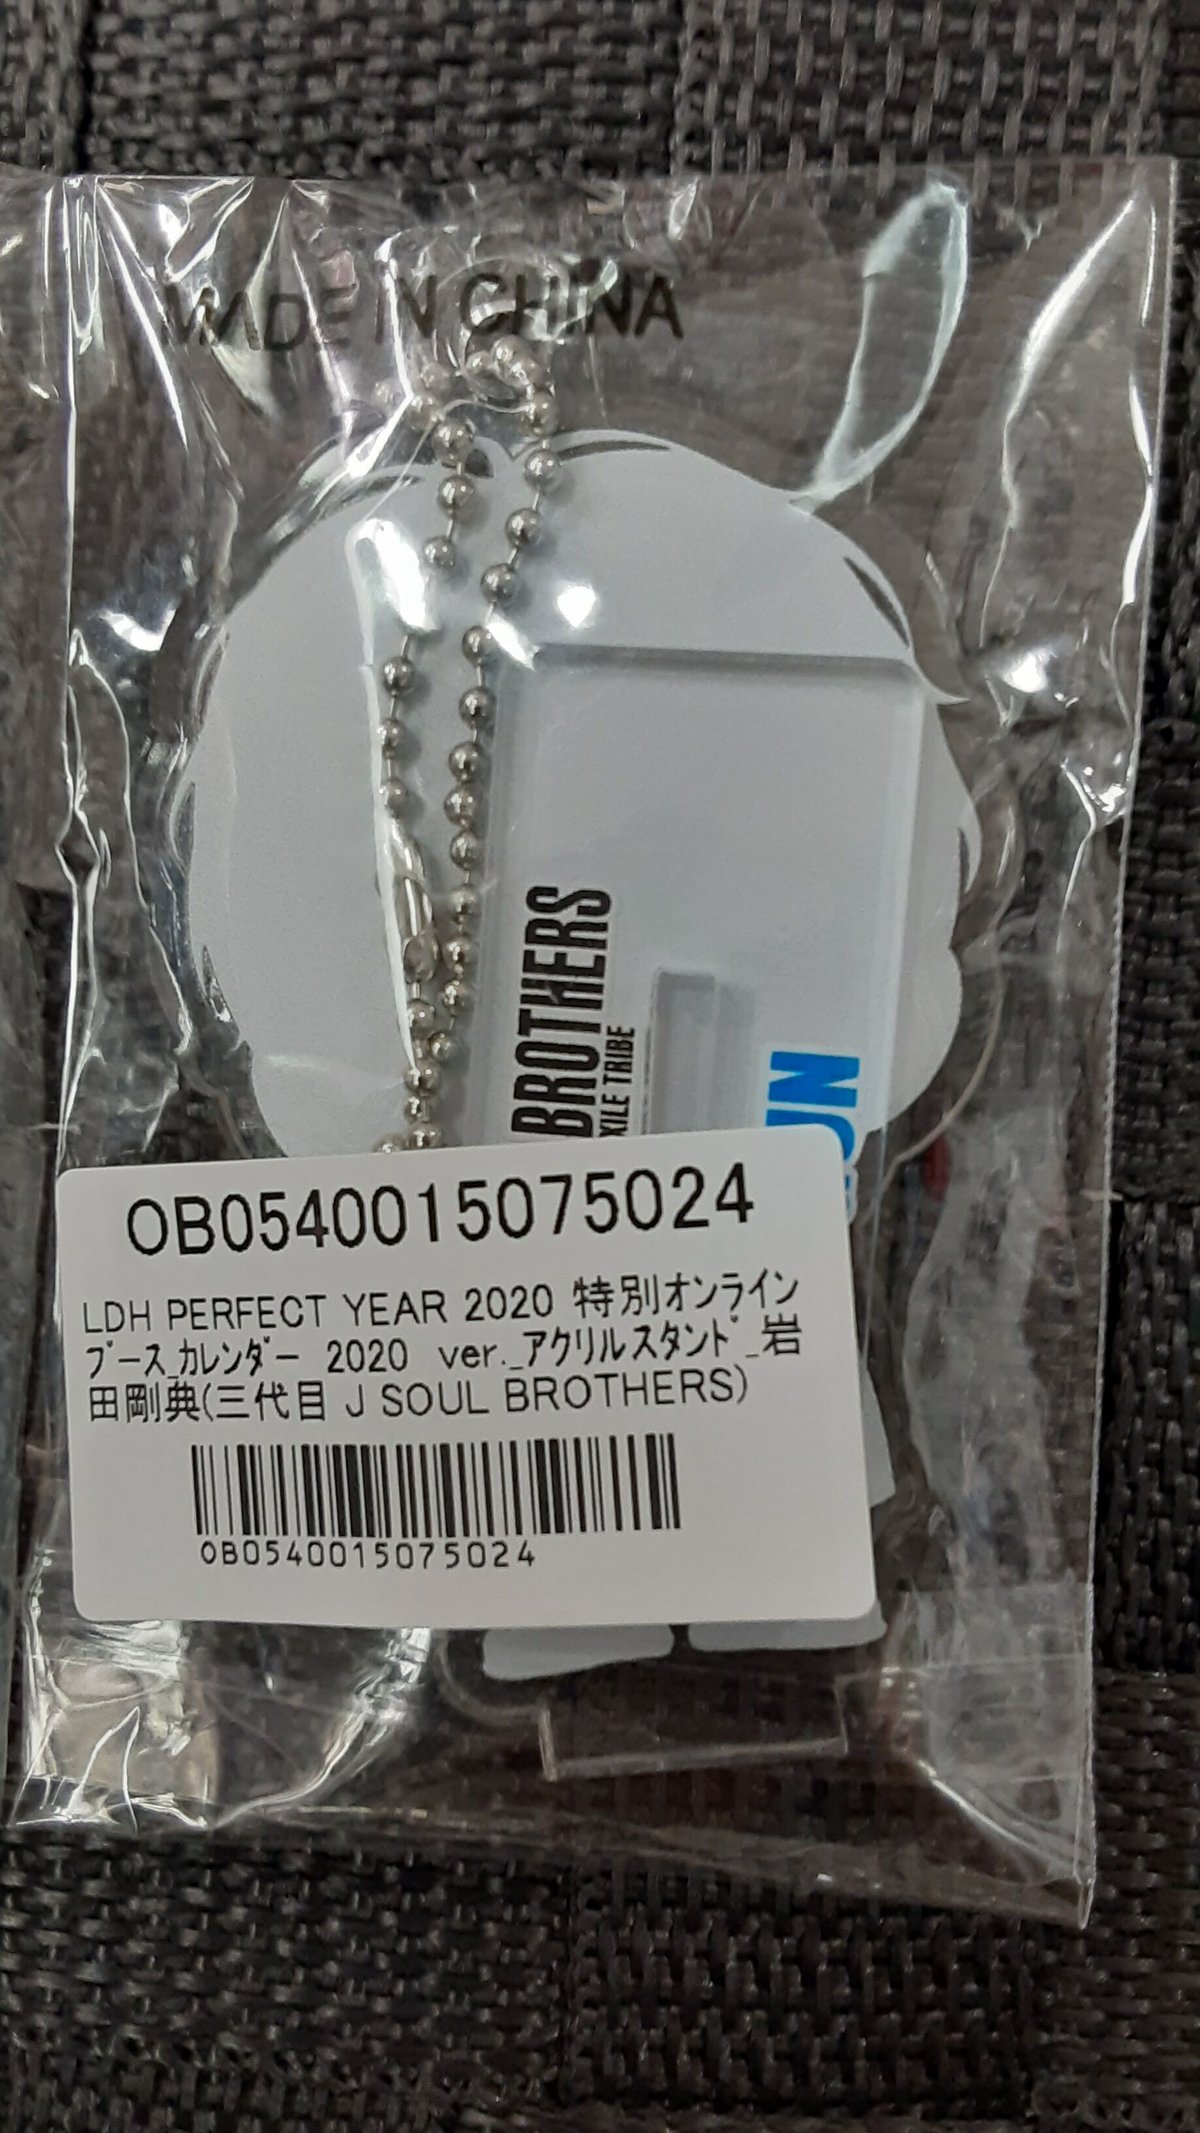 MADE IN CHINA
BROTHERS
XILE TRIBE
OB0540015075024
LDH PERFECT YEAR 2020 特別オンライン
ﾌﾞｰｽ_ｶﾚﾝﾀﾞｰ 2020 ver._ｱｸﾘﾙｽﾀﾝﾄﾞ_岩
田剛典(三代目 J SOUL BROTHERS)
OB0540015075024